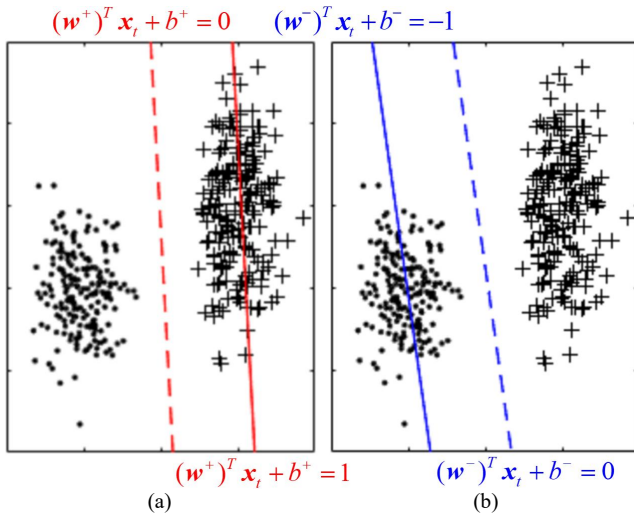 (w⁺)ᵀ xₜ + b⁺ = 0
(w⁻)ᵀ xₜ + b⁻ = −1
(w⁺)ᵀ xₜ + b⁺ = 1
(w⁻)ᵀ xₜ + b⁻ = 0
(a)
(b)